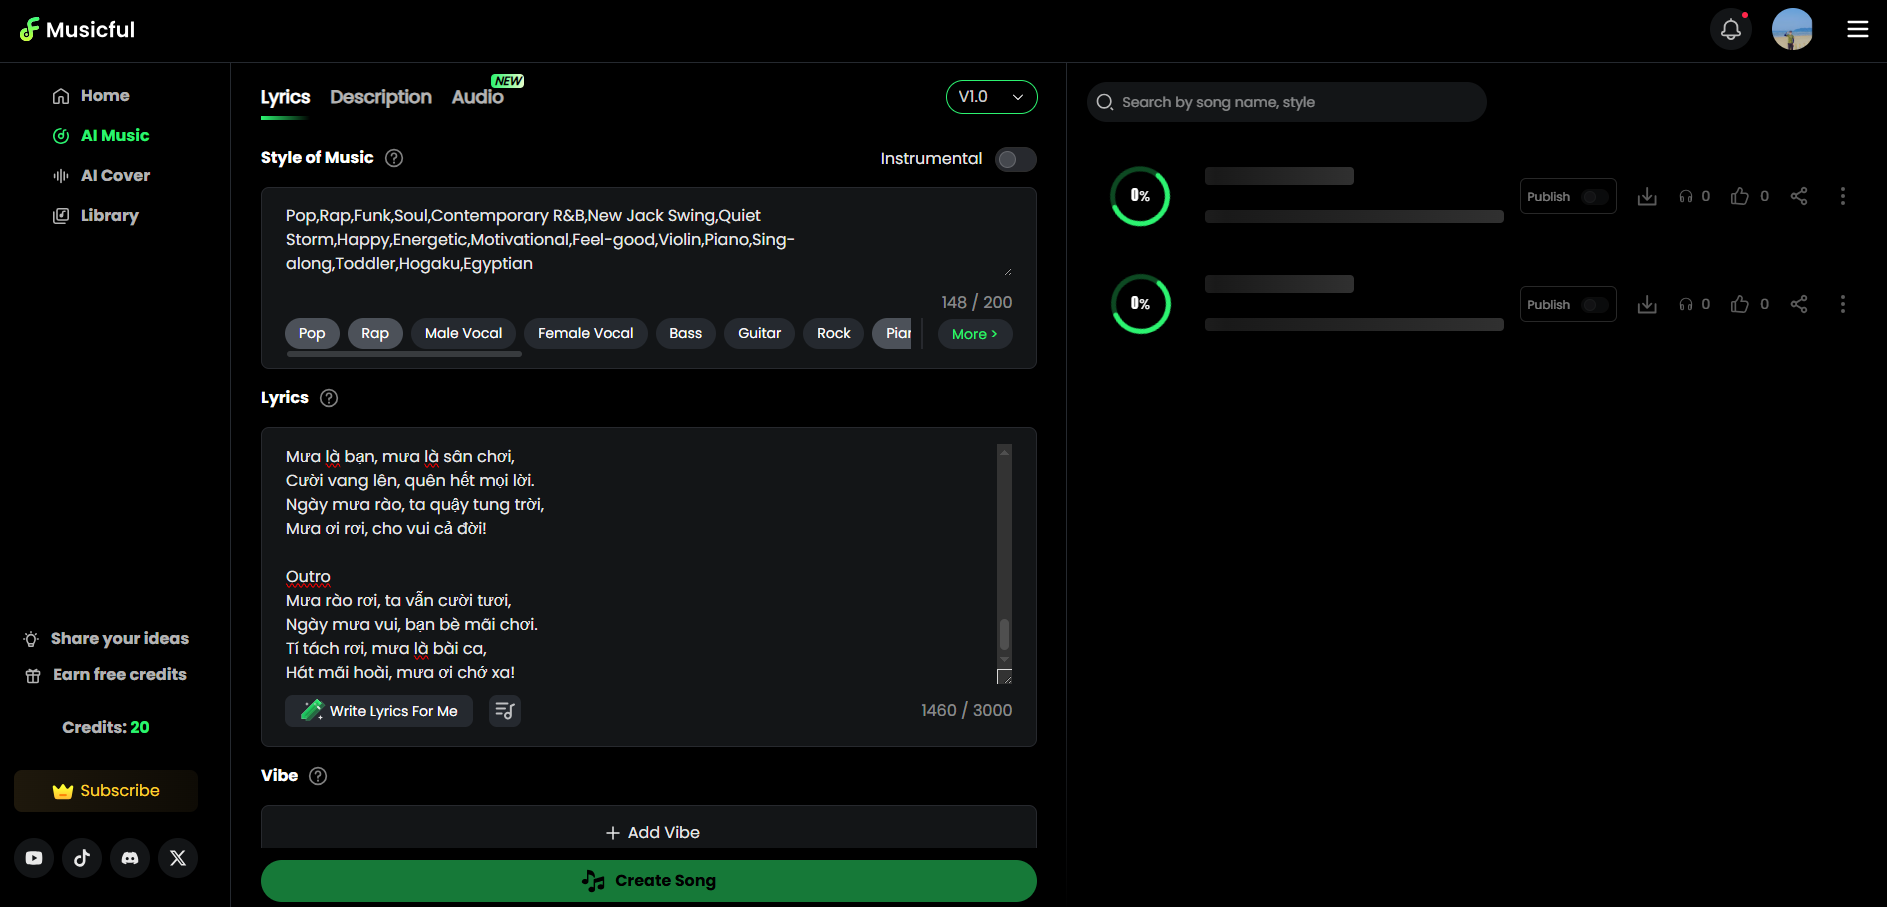 Musicful
Home
AI Music
AI Cover
Library
Share your ideas
Earn free credits
Credits: 20
Subscribe
Lyrics
Description
Audio
NEW
V1.0
Style of Music
Instrumental
Pop,Rap,Funk,Soul,Contemporary R&B,New Jack Swing,Quiet
Storm,Happy,Energetic,Motivational,Feel-good,Violin,Piano,Sing-
along,Toddler,Hogaku,Egyptian
148 / 200
Pop
Rap
Male Vocal
Female Vocal
Bass
Guitar
Rock
Pian
More >
Lyrics
Mưa là bạn, mưa là sân chơi,
Cười vang lên, quên hết mọi lời.
Ngày mưa rào, ta quậy tung trời,
Mưa ơi rơi, cho vui cả đời!
Outro
Mưa rào rơi, ta vẫn cười tươi,
Ngày mưa vui, bạn bè mãi chơi.
Tí tách rơi, mưa là bài ca,
Hát mãi hoài, mưa ơi chớ xa!
Write Lyrics For Me
1460 / 3000
Vibe
+ Add Vibe
Create Song
Search by song name, style
0%
Publish
0
0
0%
Publish
0
0